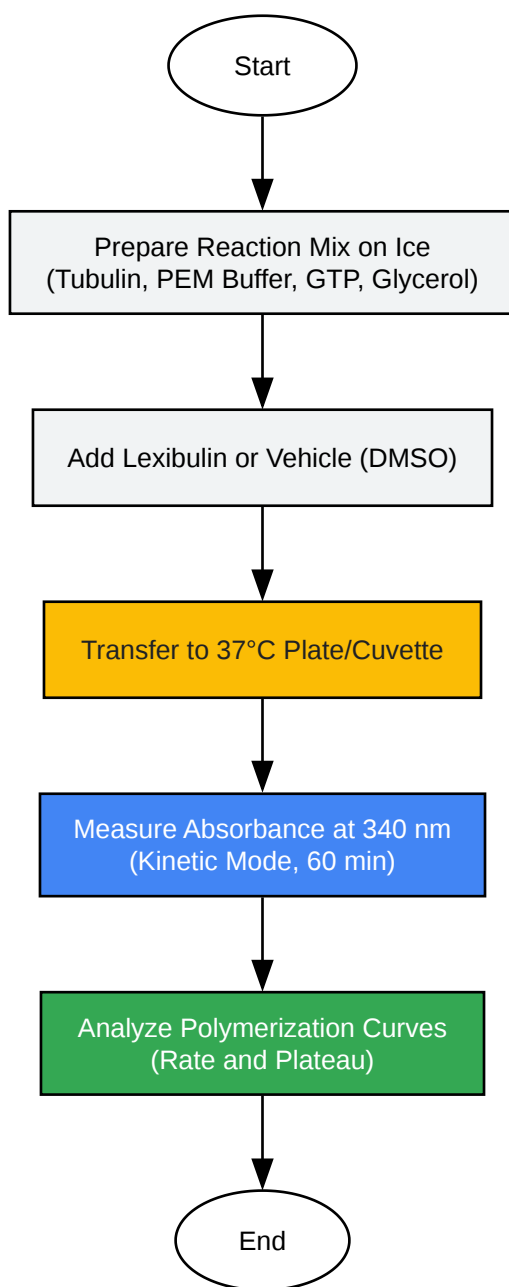 Start
Prepare Reaction Mix on Ice
(Tubulin, PEM Buffer, GTP, Glycerol)
Add Lexibulin or Vehicle (DMSO)
Transfer to 37°C Plate/Cuvette
Measure Absorbance at 340 nm
(Kinetic Mode, 60 min)
Analyze Polymerization Curves
(Rate and Plateau)
End